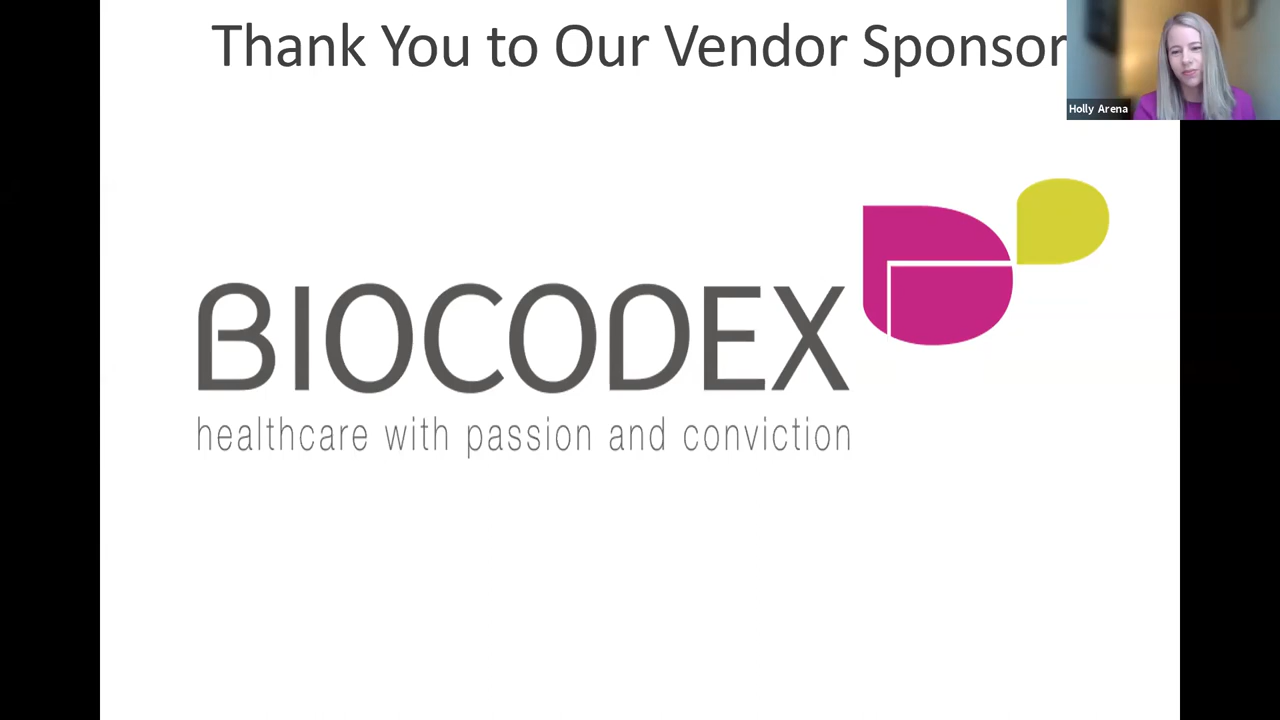 Thank You to Our Vendor Sponsor
Holly Arena
BIOCODEX
healthcare with passion and conviction